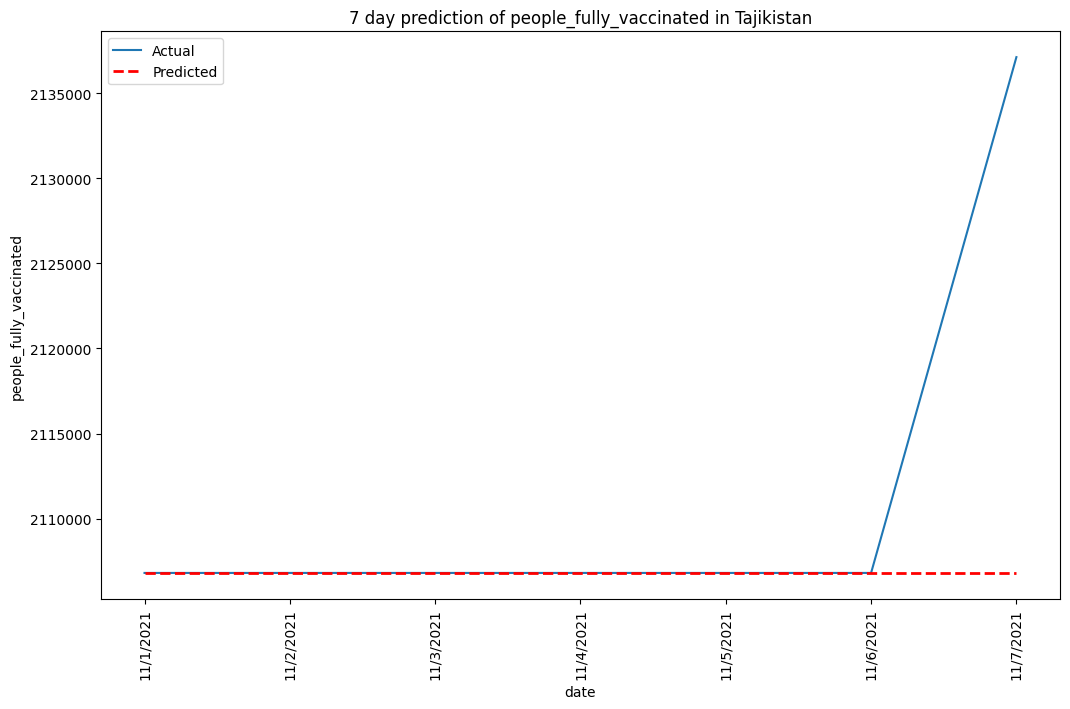 7 day prediction of people_fully_vaccinated in Tajikistan
Actual
Predicted
people_fully_vaccinated
2135000
2130000
2125000
2120000
2115000
2110000
11/1/2021
11/2/2021
11/3/2021
11/4/2021
11/5/2021
11/6/2021
11/7/2021
date